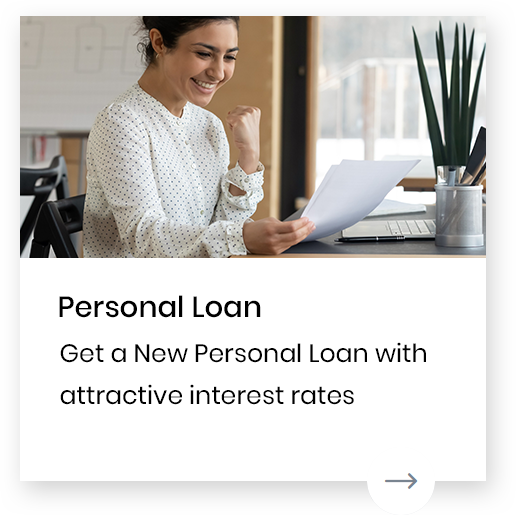 Personal Loan
Get a New Personal Loan with
attractive interest rates